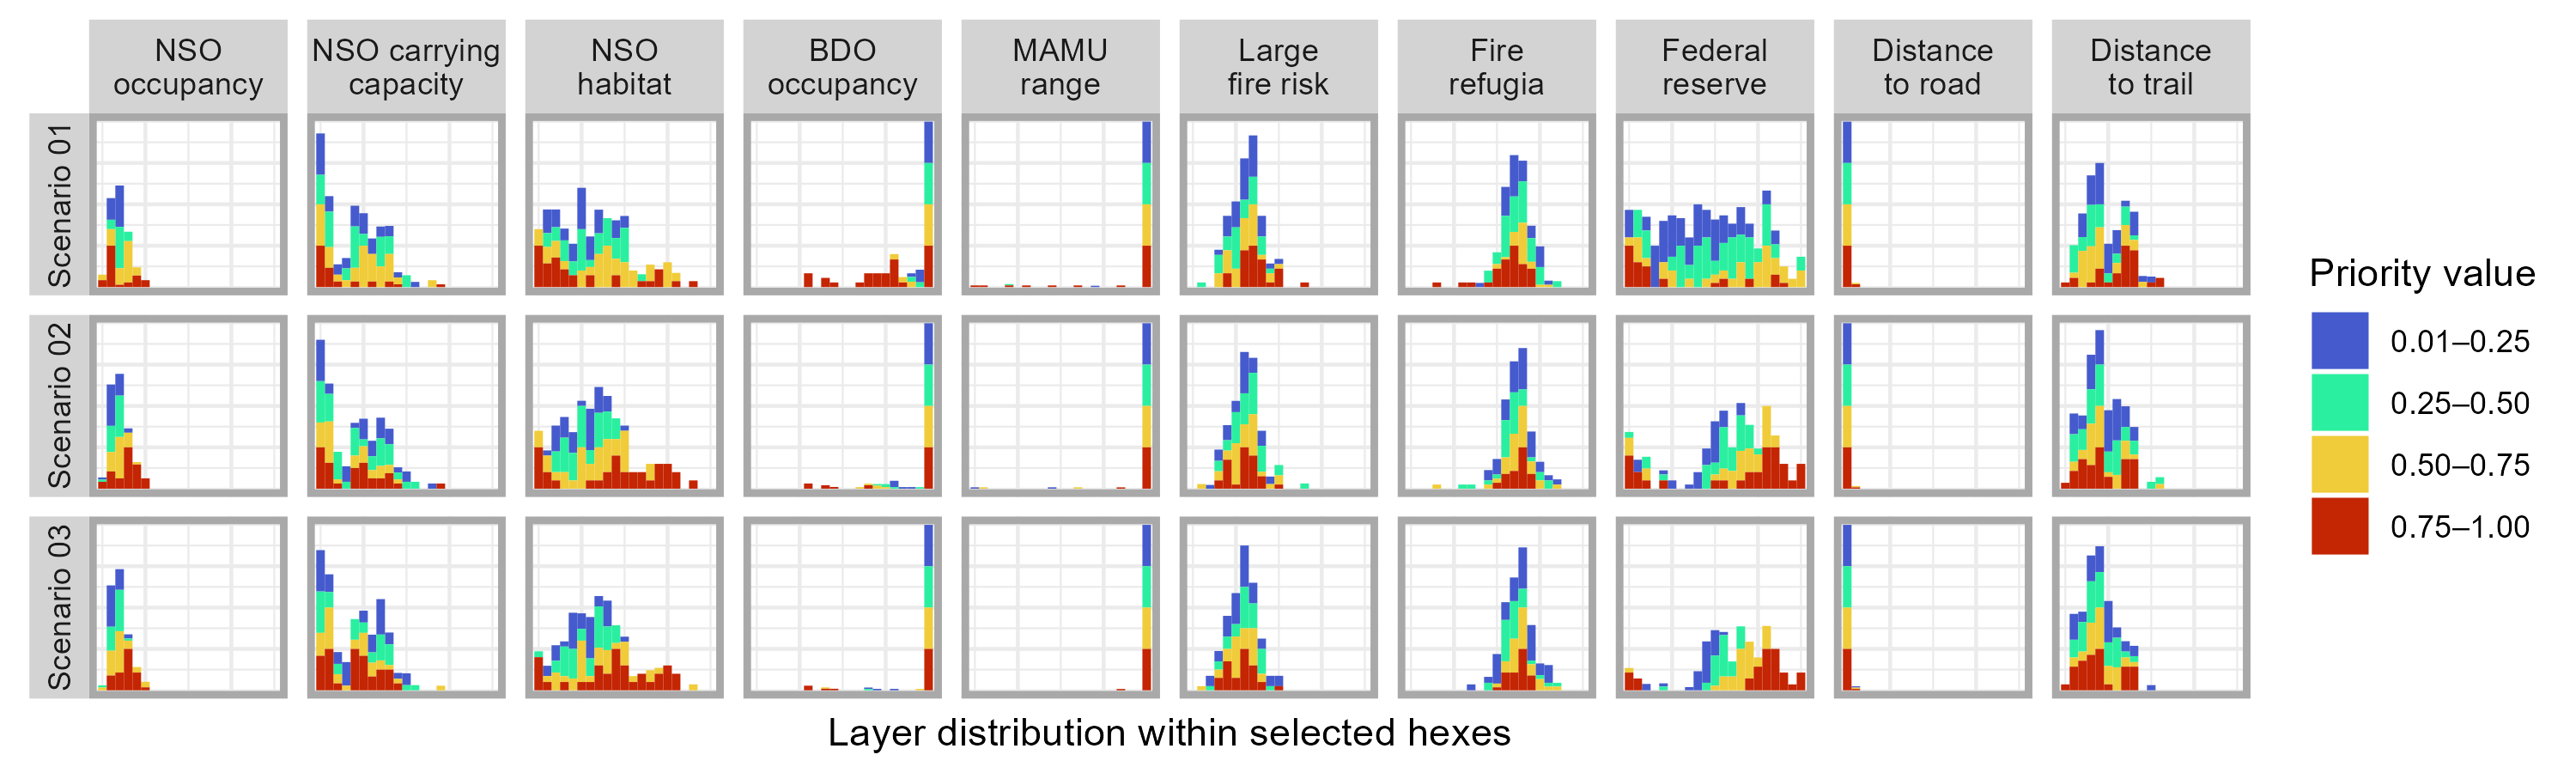 NSO
occupancy
NSO carrying
capacity
NSO
habitat
BDO
occupancy
MAMU
range
Large
fire risk
Fire
refugia
Federal
reserve
Distance
to road
Distance
to trail
Scenario 01
Scenario 02
Scenario 03
Layer distribution within selected hexes
Priority value
0.01–0.25
0.25–0.50
0.50–0.75
0.75–1.00